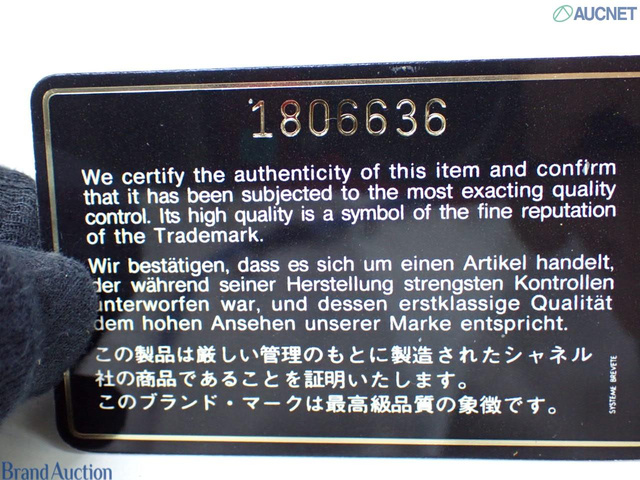 AUCNET
1806636
We certify the authenticity of this item and confirm
that it has been subjected to the most exacting quality
control. Its high quality is a symbol of the fine reputation
of the Trademark.
Wir bestätigen, dass es sich um einen Artikel handelt,
der während seiner Herstellung strengsten Kontrollen
unterworfen war, und dessen erstklassige Qualität
dem hohen Ansehen unserer Marke entspricht.
この製品は厳しい管理のもとに製造されたシャネル
社の商品であることを証明いたします。
このブランド・マークは最高級品質の象徴です。
SYSTEME BREVETE
Brand Auction